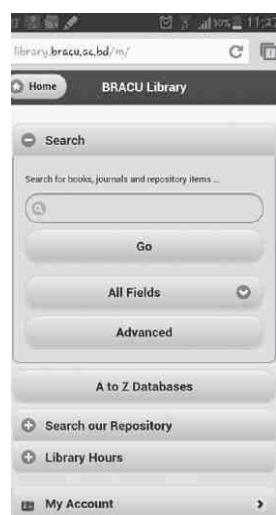 library.bracu.ac.bd/m/
Home
BRACU Library
Search
Search for books, journals and repository items ...
Go
All Fields
Advanced
A to Z Databases
Search our Repository
Library Hours
My Account